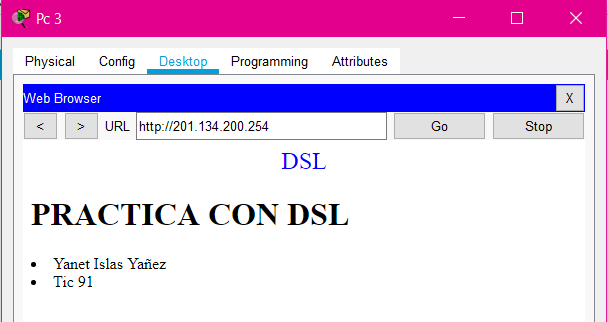 Pc 3
Physical Config Desktop Programming Attributes
Web Browser X
< > URL http://201.134.200.254 Go Stop
DSL
PRACTICA CON DSL
• Yanet Islas Yañez
• Tic 91